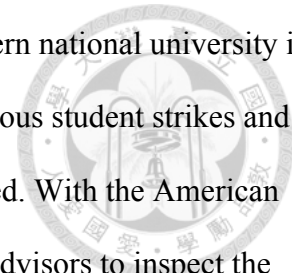 ern national university i
ous student strikes and
ed. With the American
dvisors to inspect the